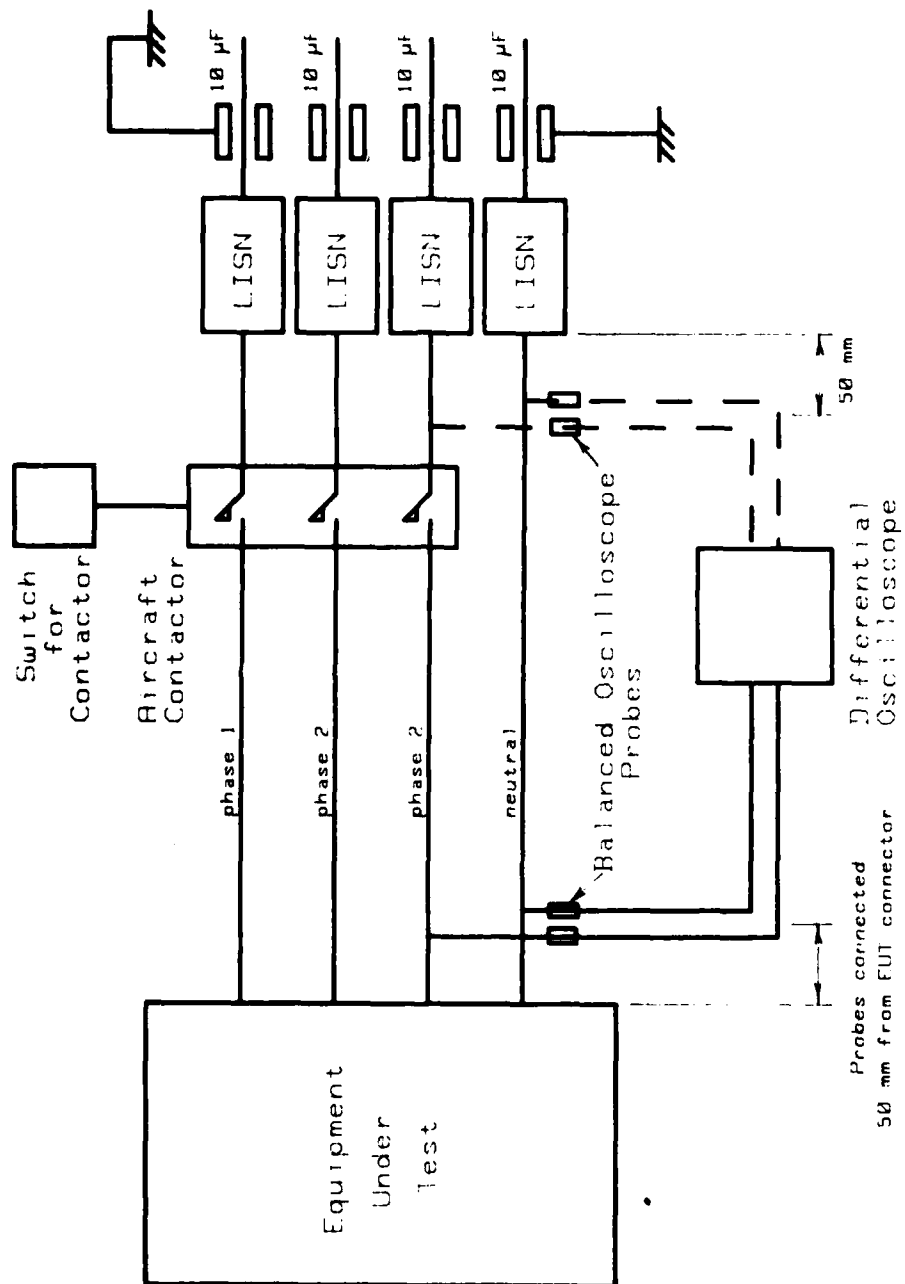 Switch
for
Contactor
Aircraft
Contactor
10 µF
10 µF
10 µF
10 µF
LISN
LISN
LISN
LISN
phase 1
phase 2
phase 2
neutral
50 mm
Balanced Oscilloscope
Probes
Differential
Oscilloscope
Equipment
Under
Test
Probes connected
50 mm from EUT connector